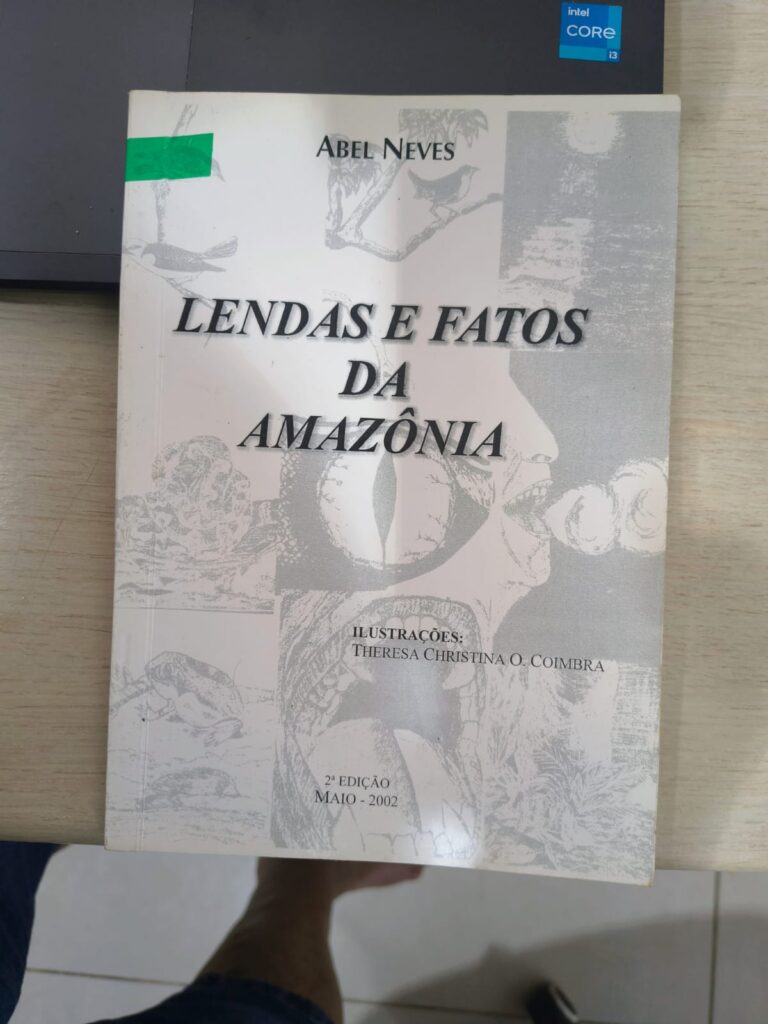 intel
CORE
i3
ABEL NEVES
LENDAS E FATOS
DA
AMAZÔNIA
ILUSTRAÇÕES:
THERESA CHRISTINA O. COIMBRA
2ª EDIÇÃO
MAIO - 2002